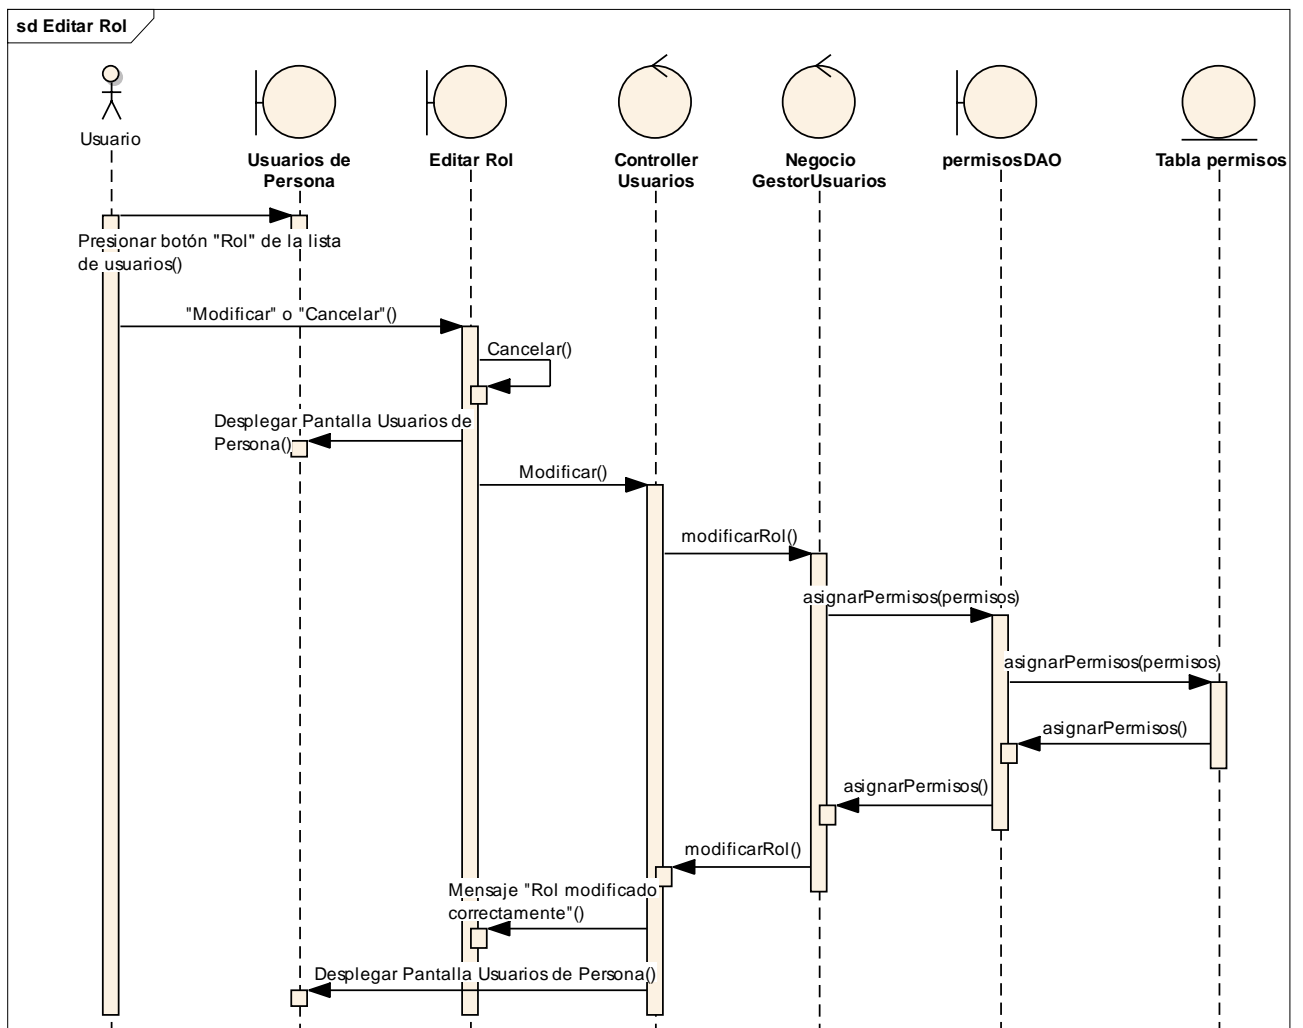 sd Editar Rol
Usuario
Usuarios de
Persona
Editar Rol
Controller
Usuarios
Negocio
GestorUsuarios
permisosDAO
Tabla permisos
Presionar botón "Rol" de la lista
de usuarios()
"Modificar" o "Cancelar"()
Cancelar()
Desplegar Pantalla Usuarios de
Persona()
Modificar()
modificarRol()
asignarPermisos(permisos)
asignarPermisos(permisos)
asignarPermisos()
asignarPermisos()
modificarRol()
Mensaje "Rol modificado
correctamente"()
Desplegar Pantalla Usuarios de Persona()